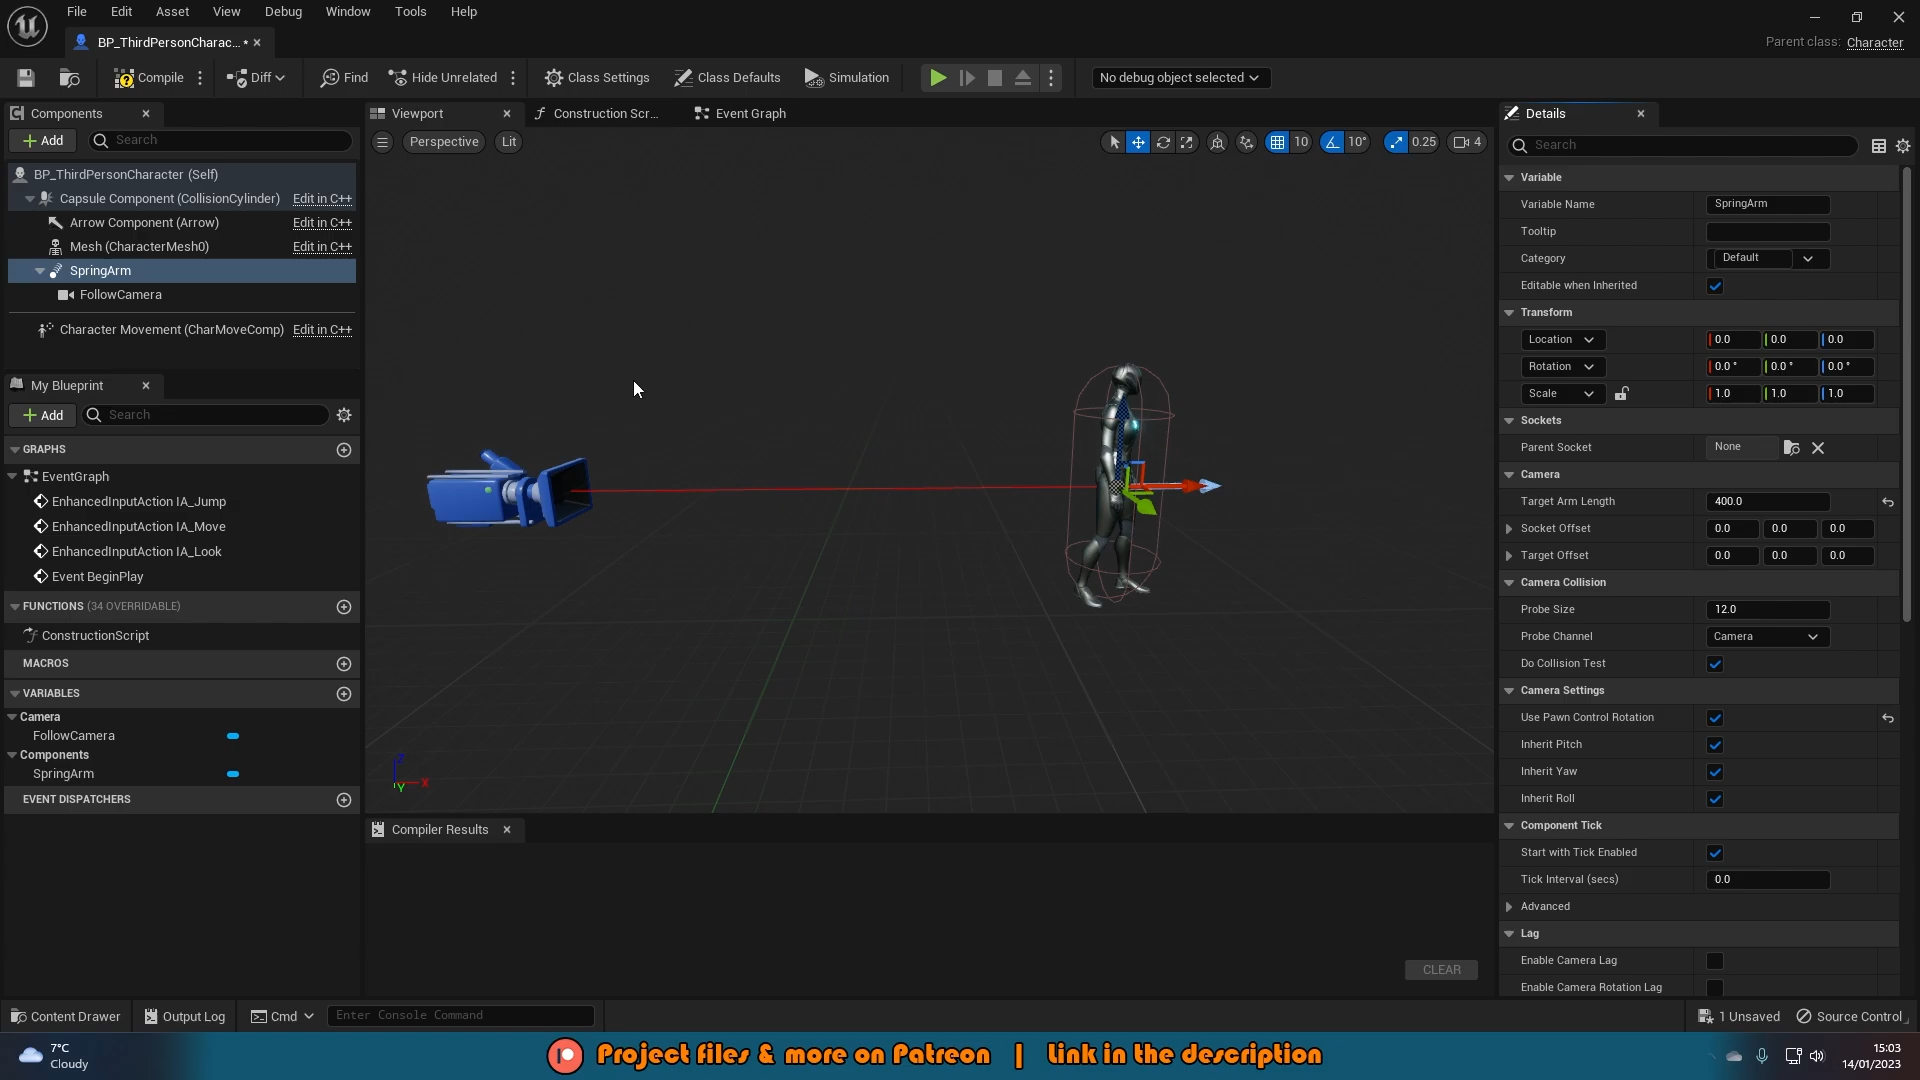 File Edit Asset View Debug Window Tools Help
BP_ThirdPersonCharac... *
Parent class: Character
Compile Diff Find Hide Unrelated Class Settings Class Defaults Simulation No debug object selected
Components
Add Search
BP_ThirdPersonCharacter (Self)
Capsule Component (CollisionCylinder) Edit in C++
Arrow Component (Arrow) Edit in C++
Mesh (CharacterMesh0) Edit in C++
SpringArm
FollowCamera
Character Movement (CharMoveComp) Edit in C++
My Blueprint
Add Search
GRAPHS
EventGraph
EnhancedInputAction IA_Jump
EnhancedInputAction IA_Move
EnhancedInputAction IA_Look
Event BeginPlay
FUNCTIONS (34 OVERRIDABLE)
ConstructionScript
MACROS
VARIABLES
Camera
FollowCamera
Components
SpringArm
EVENT DISPATCHERS
Viewport Construction Scr... Event Graph
Perspective Lit 10 10° 0.25 4
Z
X
Y
Compiler Results
CLEAR
Details
Search
Variable
Variable Name SpringArm
Tooltip
Category Default
Editable when Inherited
Transform
Location 0.0 0.0 0.0
Rotation 0.0 ° 0.0 ° 0.0 °
Scale 1.0 1.0 1.0
Sockets
Parent Socket None
Camera
Target Arm Length 400.0
Socket Offset 0.0 0.0 0.0
Target Offset 0.0 0.0 0.0
Camera Collision
Probe Size 12.0
Probe Channel Camera
Do Collision Test
Camera Settings
Use Pawn Control Rotation
Inherit Pitch
Inherit Yaw
Inherit Roll
Component Tick
Start with Tick Enabled
Tick Interval (secs) 0.0
Advanced
Lag
Enable Camera Lag
Enable Camera Rotation Lag
Content Drawer Output Log Cmd Enter Console Command 1 Unsaved Source Control
7°C
Cloudy
Project files & more on Patreon | Link in the description
15:03
14/01/2023